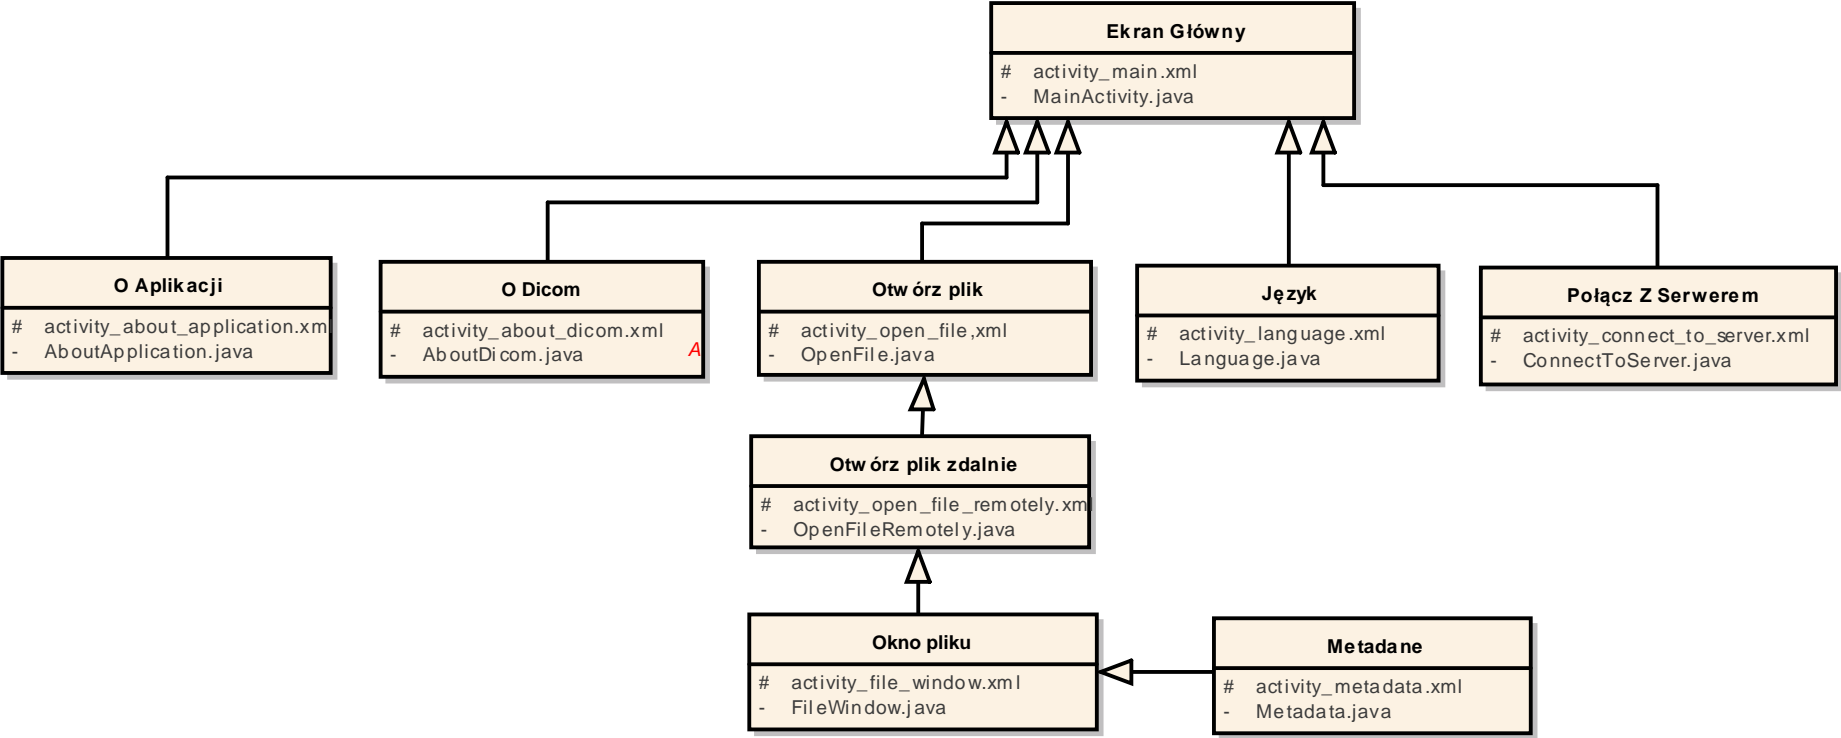 Ekran Główny
# activity_main.xml
- MainActivity.java
O Aplikacji
# activity_about_application.xm
- AboutApplication.java
O Dicom
# activity_about_dicom.xml
- AboutDicom.java
A
Otwórz plik
# activity_open_file,xml
- OpenFile.java
Język
# activity_language.xml
- Language.java
Połącz Z Serwerem
# activity_connect_to_server.xml
- ConnectToServer.java
Otwórz plik zdalnie
# activity_open_file_remotely.xml
- OpenFileRemotely.java
Okno pliku
# activity_file_window.xml
- FileWindow.java
Metadane
# activity_metadata.xml
- Metadata.java